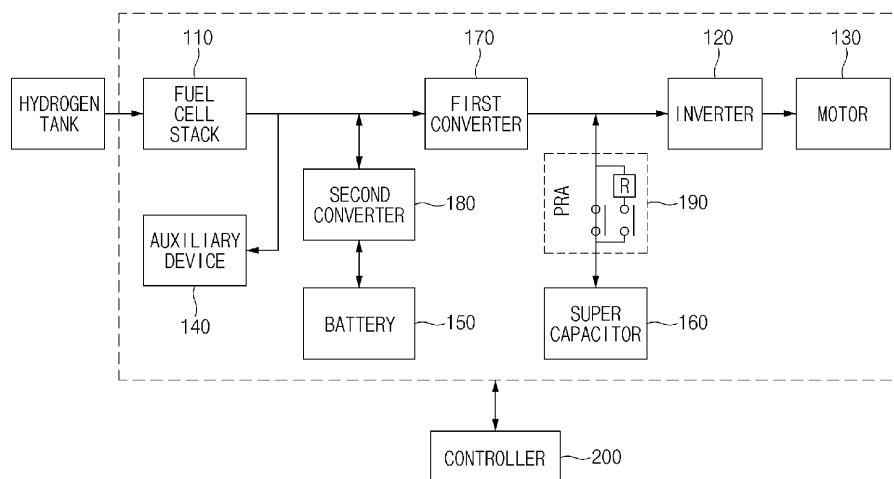 110
170
120
130
HYDROGEN
TANK
FUEL
CELL
STACK
FIRST
CONVERTER
INVERTER
MOTOR
SECOND
CONVERTER
180
PRA
R
190
AUXILIARY
DEVICE
140
BATTERY
150
SUPER
CAPACITOR
160
CONTROLLER
200